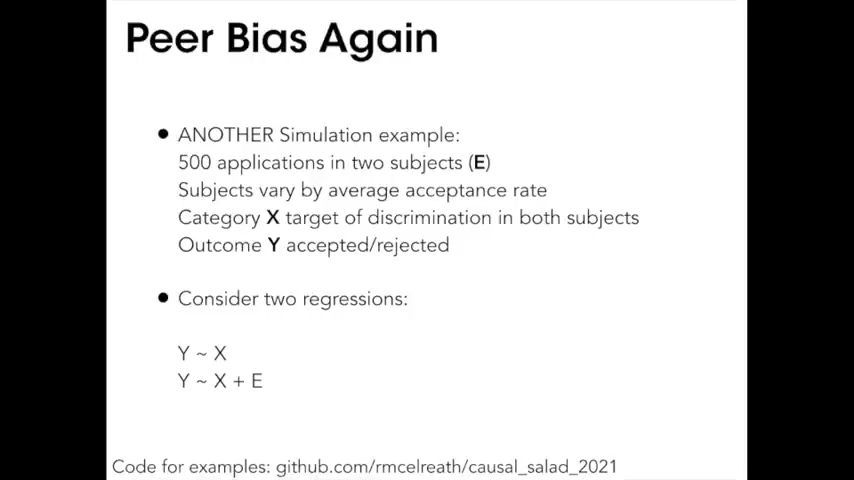 Peer Bias Again
• ANOTHER Simulation example:
500 applications in two subjects (E)
Subjects vary by average acceptance rate
Category X target of discrimination in both subjects
Outcome Y accepted/rejected
• Consider two regressions:
Y ~ X
Y ~ X + E
Code for examples: github.com/rmcelreath/causal_salad_2021